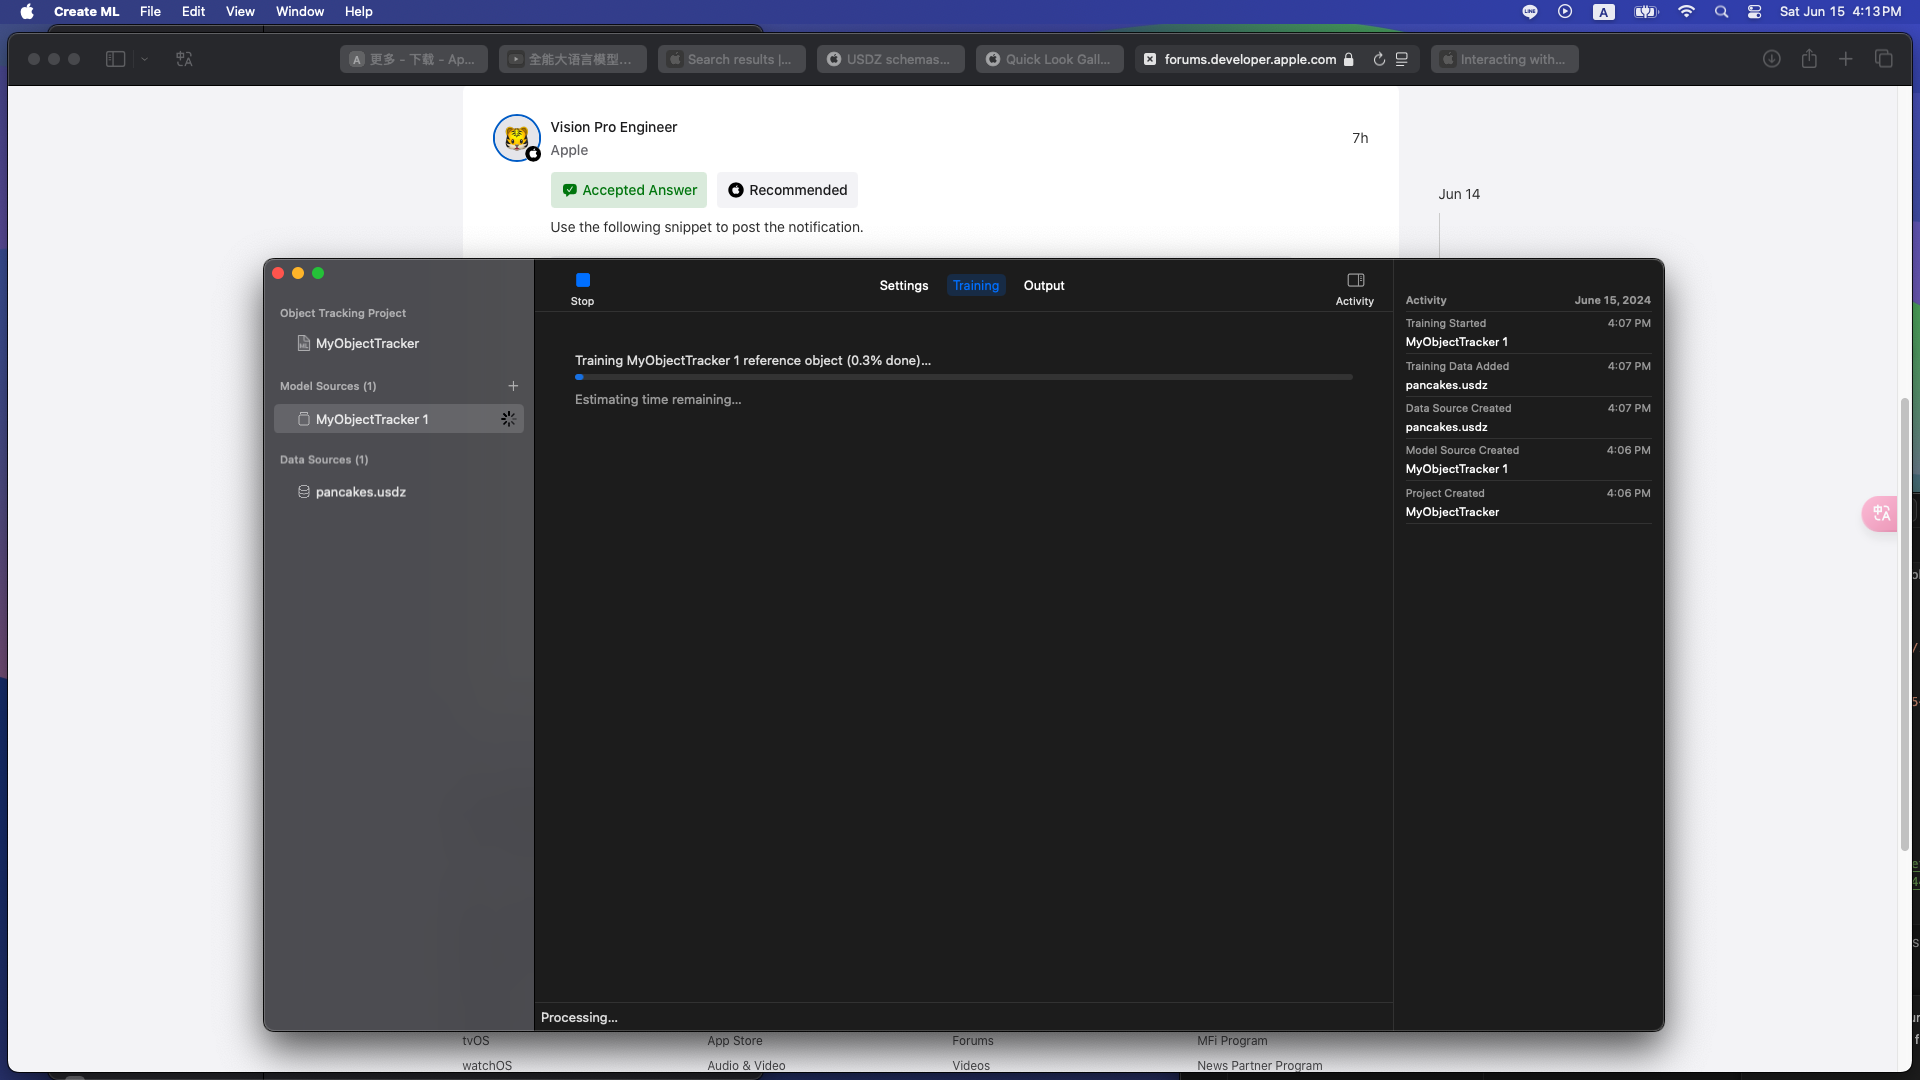 Create ML File Edit View Window Help
LINE A Sat Jun 15 4:13 PM
A 更多 - 下载 - Ap...
全能大语言模型...
Search results |...
USDZ schemas...
Quick Look Gall...
forums.developer.apple.com
Interacting with...
Vision Pro Engineer
Apple
7h
Accepted Answer
Recommended
Use the following snippet to post the notification.
Jun 14
Object Tracking Project
MyObjectTracker
Model Sources (1)
MyObjectTracker 1
Data Sources (1)
pancakes.usdz
Stop
Settings Training Output
Activity
Training MyObjectTracker 1 reference object (0.3% done)...
Estimating time remaining...
Processing...
Activity June 15, 2024
Training Started 4:07 PM
MyObjectTracker 1
Training Data Added 4:07 PM
pancakes.usdz
Data Source Created 4:07 PM
pancakes.usdz
Model Source Created 4:06 PM
MyObjectTracker 1
Project Created 4:06 PM
MyObjectTracker
tvOS App Store Forums MFi Program
watchOS Audio & Video Videos News Partner Program